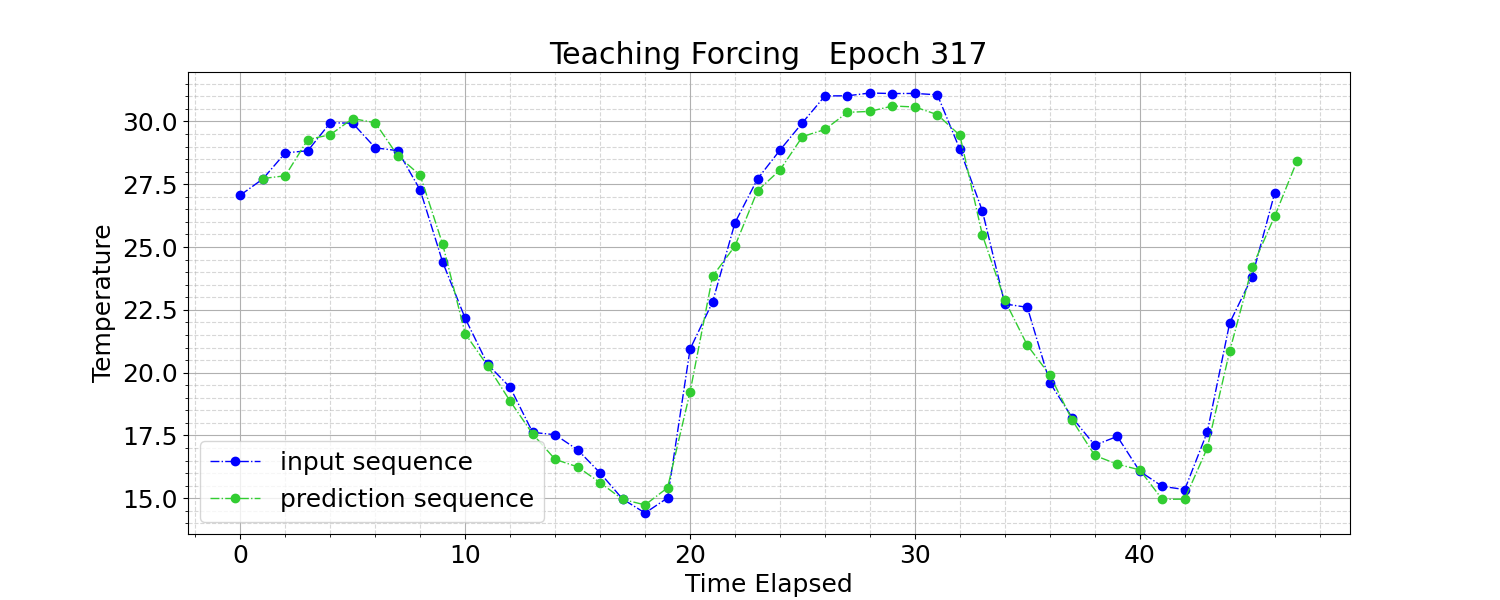 Teaching Forcing   Epoch 317
Temperature
30.0
27.5
25.0
22.5
20.0
17.5
15.0
input sequence
prediction sequence
0 10 20 30 40
Time Elapsed